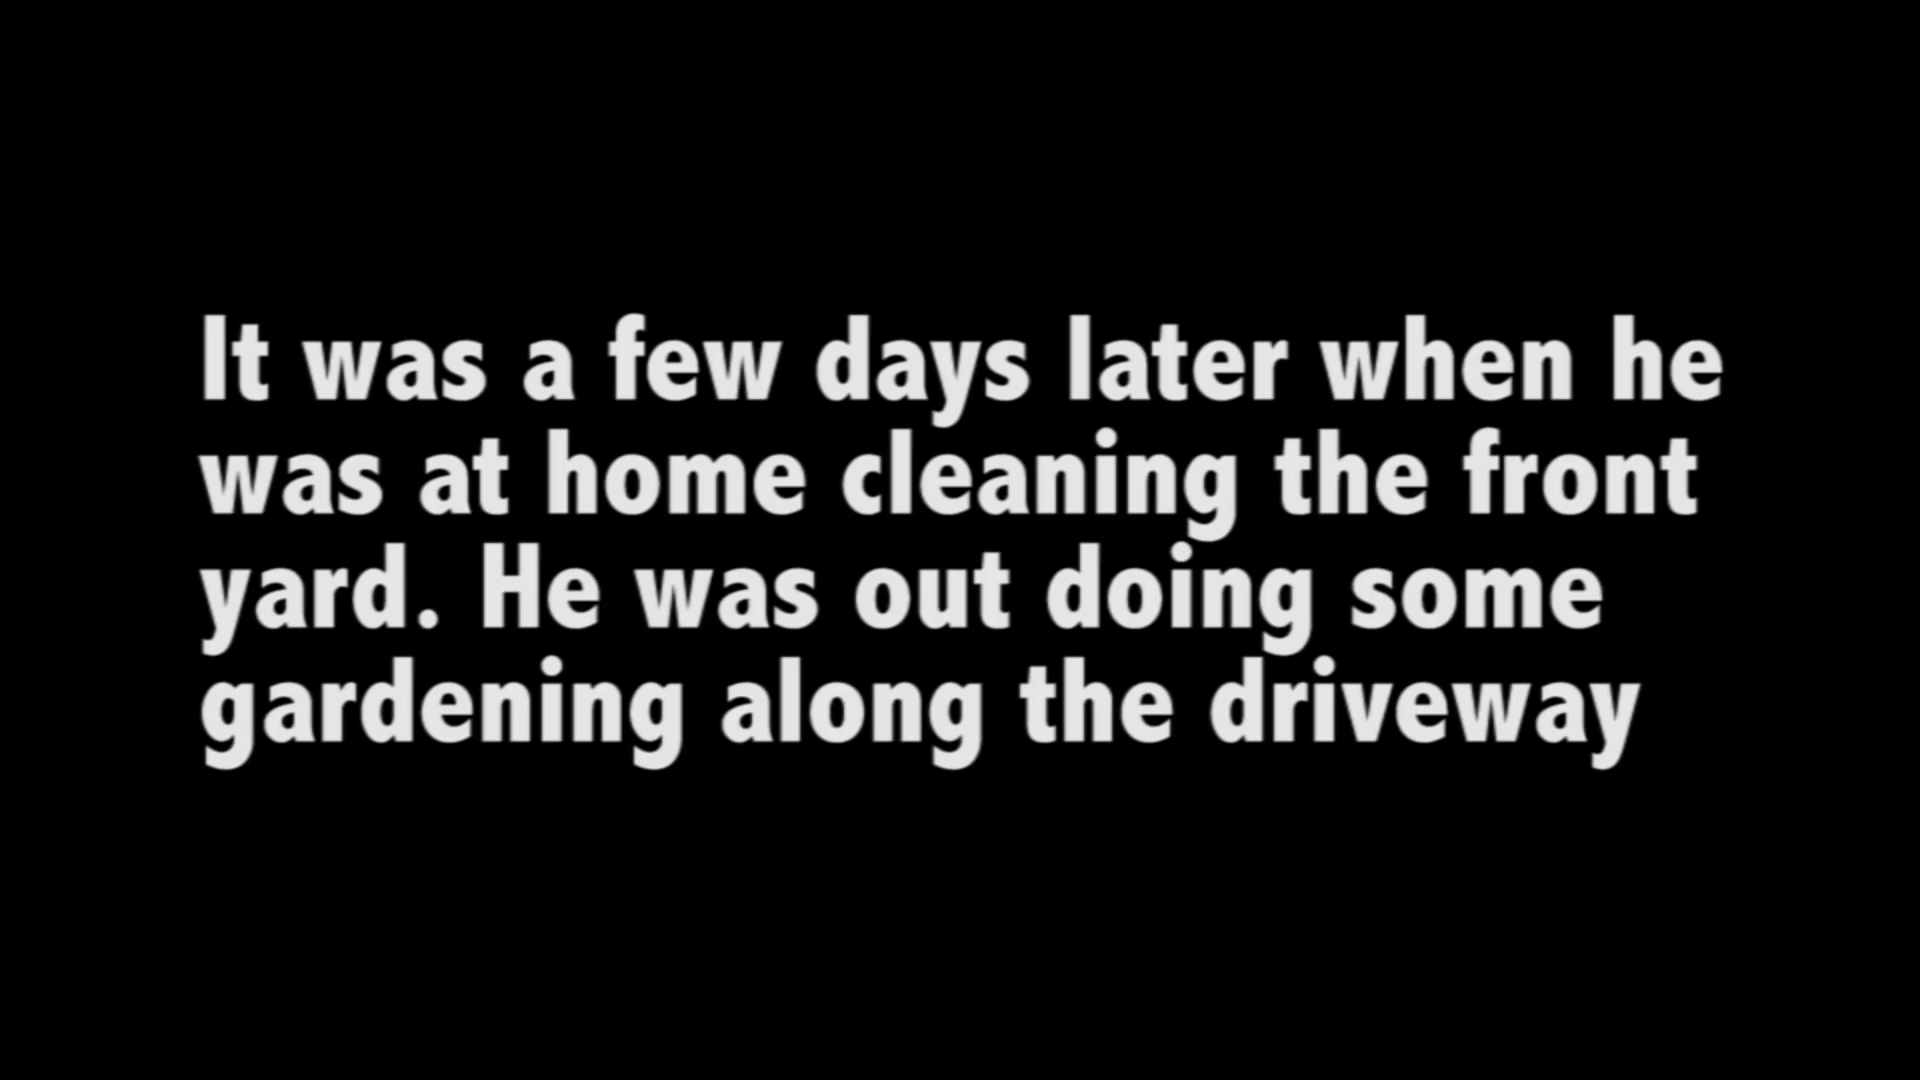 It was a few days later when he
was at home cleaning the front
yard. He was out doing some
gardening along the driveway